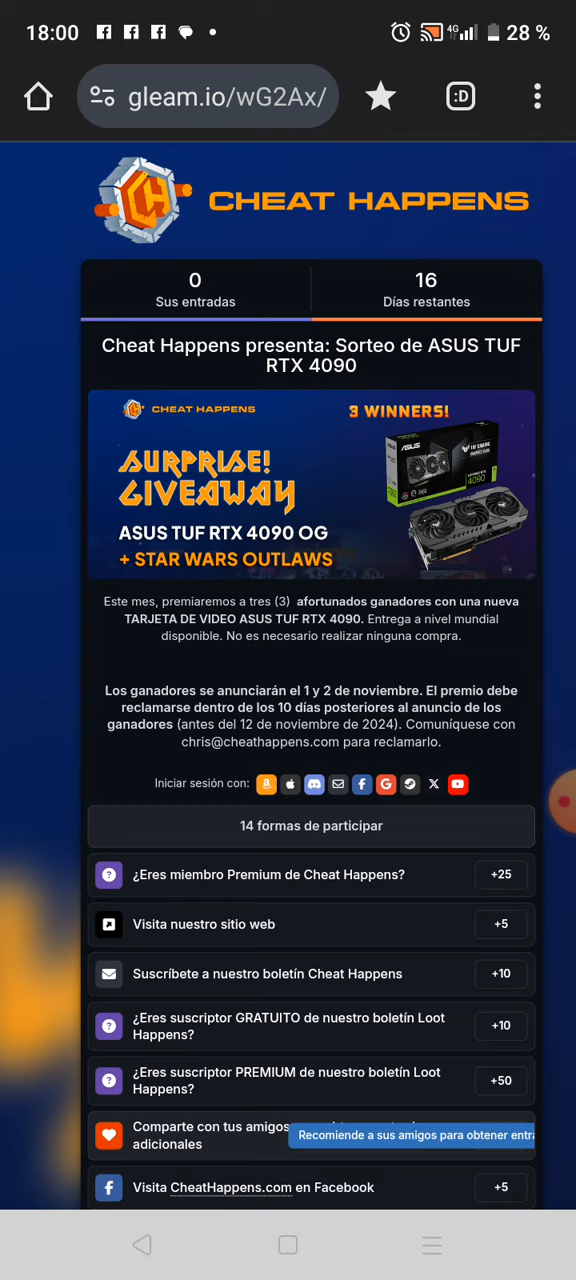 18:00
4G
28 %
gleam.io/wG2Ax/
:D
CHEAT HAPPENS
0
Sus entradas
16
Días restantes
Cheat Happens presenta: Sorteo de ASUS TUF
RTX 4090
CHEAT HAPPENS
3 WINNERS!
SURPRISE!
GIVEAWAY
ASUS TUF RTX 4090 OG
+ STAR WARS OUTLAWS
ASUS
4090
Este mes, premiaremos a tres (3) afortunados ganadores con una nueva
TARJETA DE VIDEO ASUS TUF RTX 4090. Entrega a nivel mundial
disponible. No es necesario realizar ninguna compra.
Los ganadores se anunciarán el 1 y 2 de noviembre. El premio debe
reclamarse dentro de los 10 días posteriores al anuncio de los
ganadores (antes del 12 de noviembre de 2024). Comuníquese con
chris@cheathappens.com para reclamarlo.
Iniciar sesión con:
14 formas de participar
¿Eres miembro Premium de Cheat Happens?
+25
Visita nuestro sitio web
+5
Suscríbete a nuestro boletín Cheat Happens
+10
¿Eres suscriptor GRATUITO de nuestro boletín Loot
Happens?
+10
¿Eres suscriptor PREMIUM de nuestro boletín Loot
Happens?
+50
Comparte con tus amigos
adicionales
Recomiende a sus amigos para obtener entra
Visita CheatHappens.com en Facebook
+5